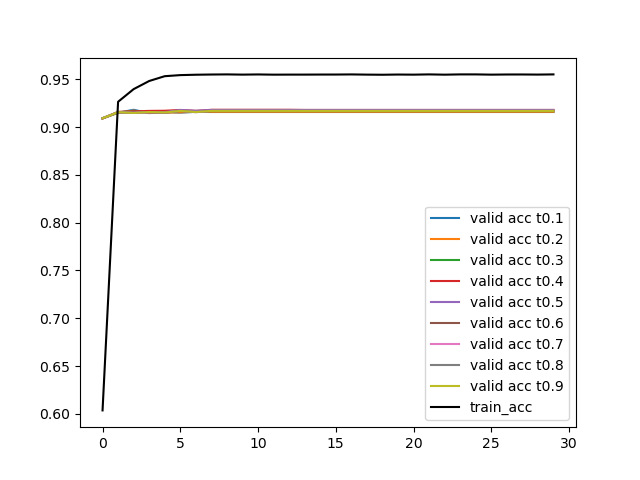 0.95
0.90
0.85
0.80
0.75
0.70
0.65
0.60
valid acc t0.1
valid acc t0.2
valid acc t0.3
valid acc t0.4
valid acc t0.5
valid acc t0.6
valid acc t0.7
valid acc t0.8
valid acc t0.9
train_acc
0 5 10 15 20 25 30